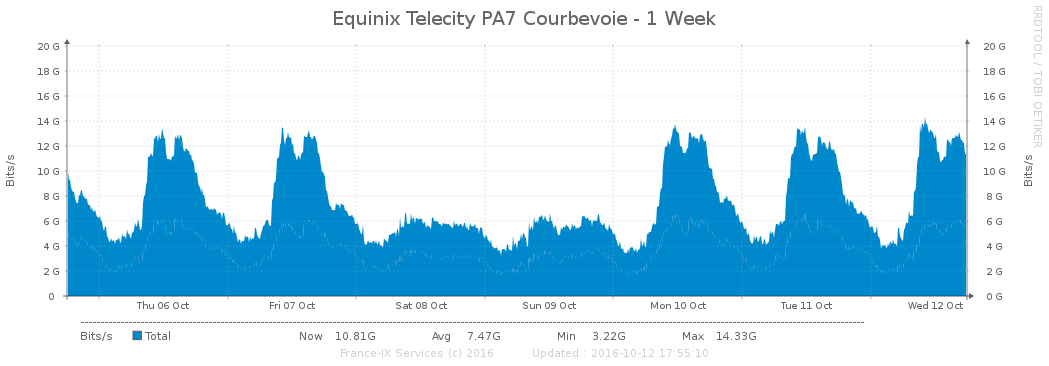 Equinix Telecity PA7 Courbevoie - 1 Week
RRDTOOL / TOBI OETIKER
Bits/s
20 G 20 G
18 G 18 G
16 G 16 G
14 G 14 G
12 G 12 G
10 G 10 G
8 G 8 G
6 G 6 G
4 G 4 G
2 G 2 G
0 0 G
Bits/s
Thu 06 Oct Fri 07 Oct Sat 08 Oct Sun 09 Oct Mon 10 Oct Tue 11 Oct Wed 12 Oct
Bits/s Total Now 10.81G Avg 7.47G Min 3.22G Max 14.33G
France-IX Services (c) 2016 Updated : 2016-10-12 17:55:10